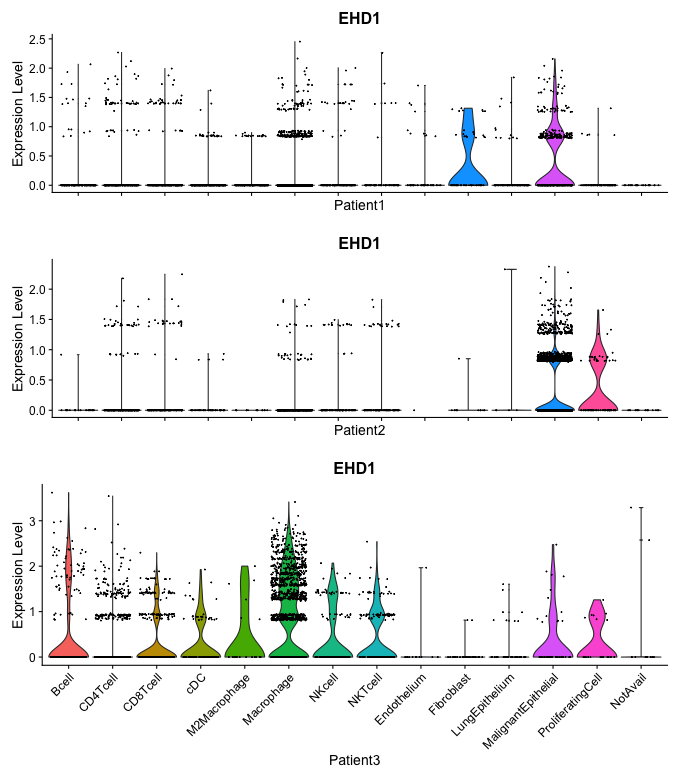 EHD1
Expression Level
2.5
2.0
1.5
1.0
0.5
0.0
Patient1
EHD1
Expression Level
2.0
1.5
1.0
0.5
0.0
Patient2
EHD1
Expression Level
3
2
1
0
Bcell
CD4Tcell
CD8Tcell
cDC
M2Macrophage
Macrophage
NKcell
NKTcell
Endothelium
Fibroblast
LungEpithelium
MalignantEpithelial
ProliferatingCell
NotAvail
Patient3